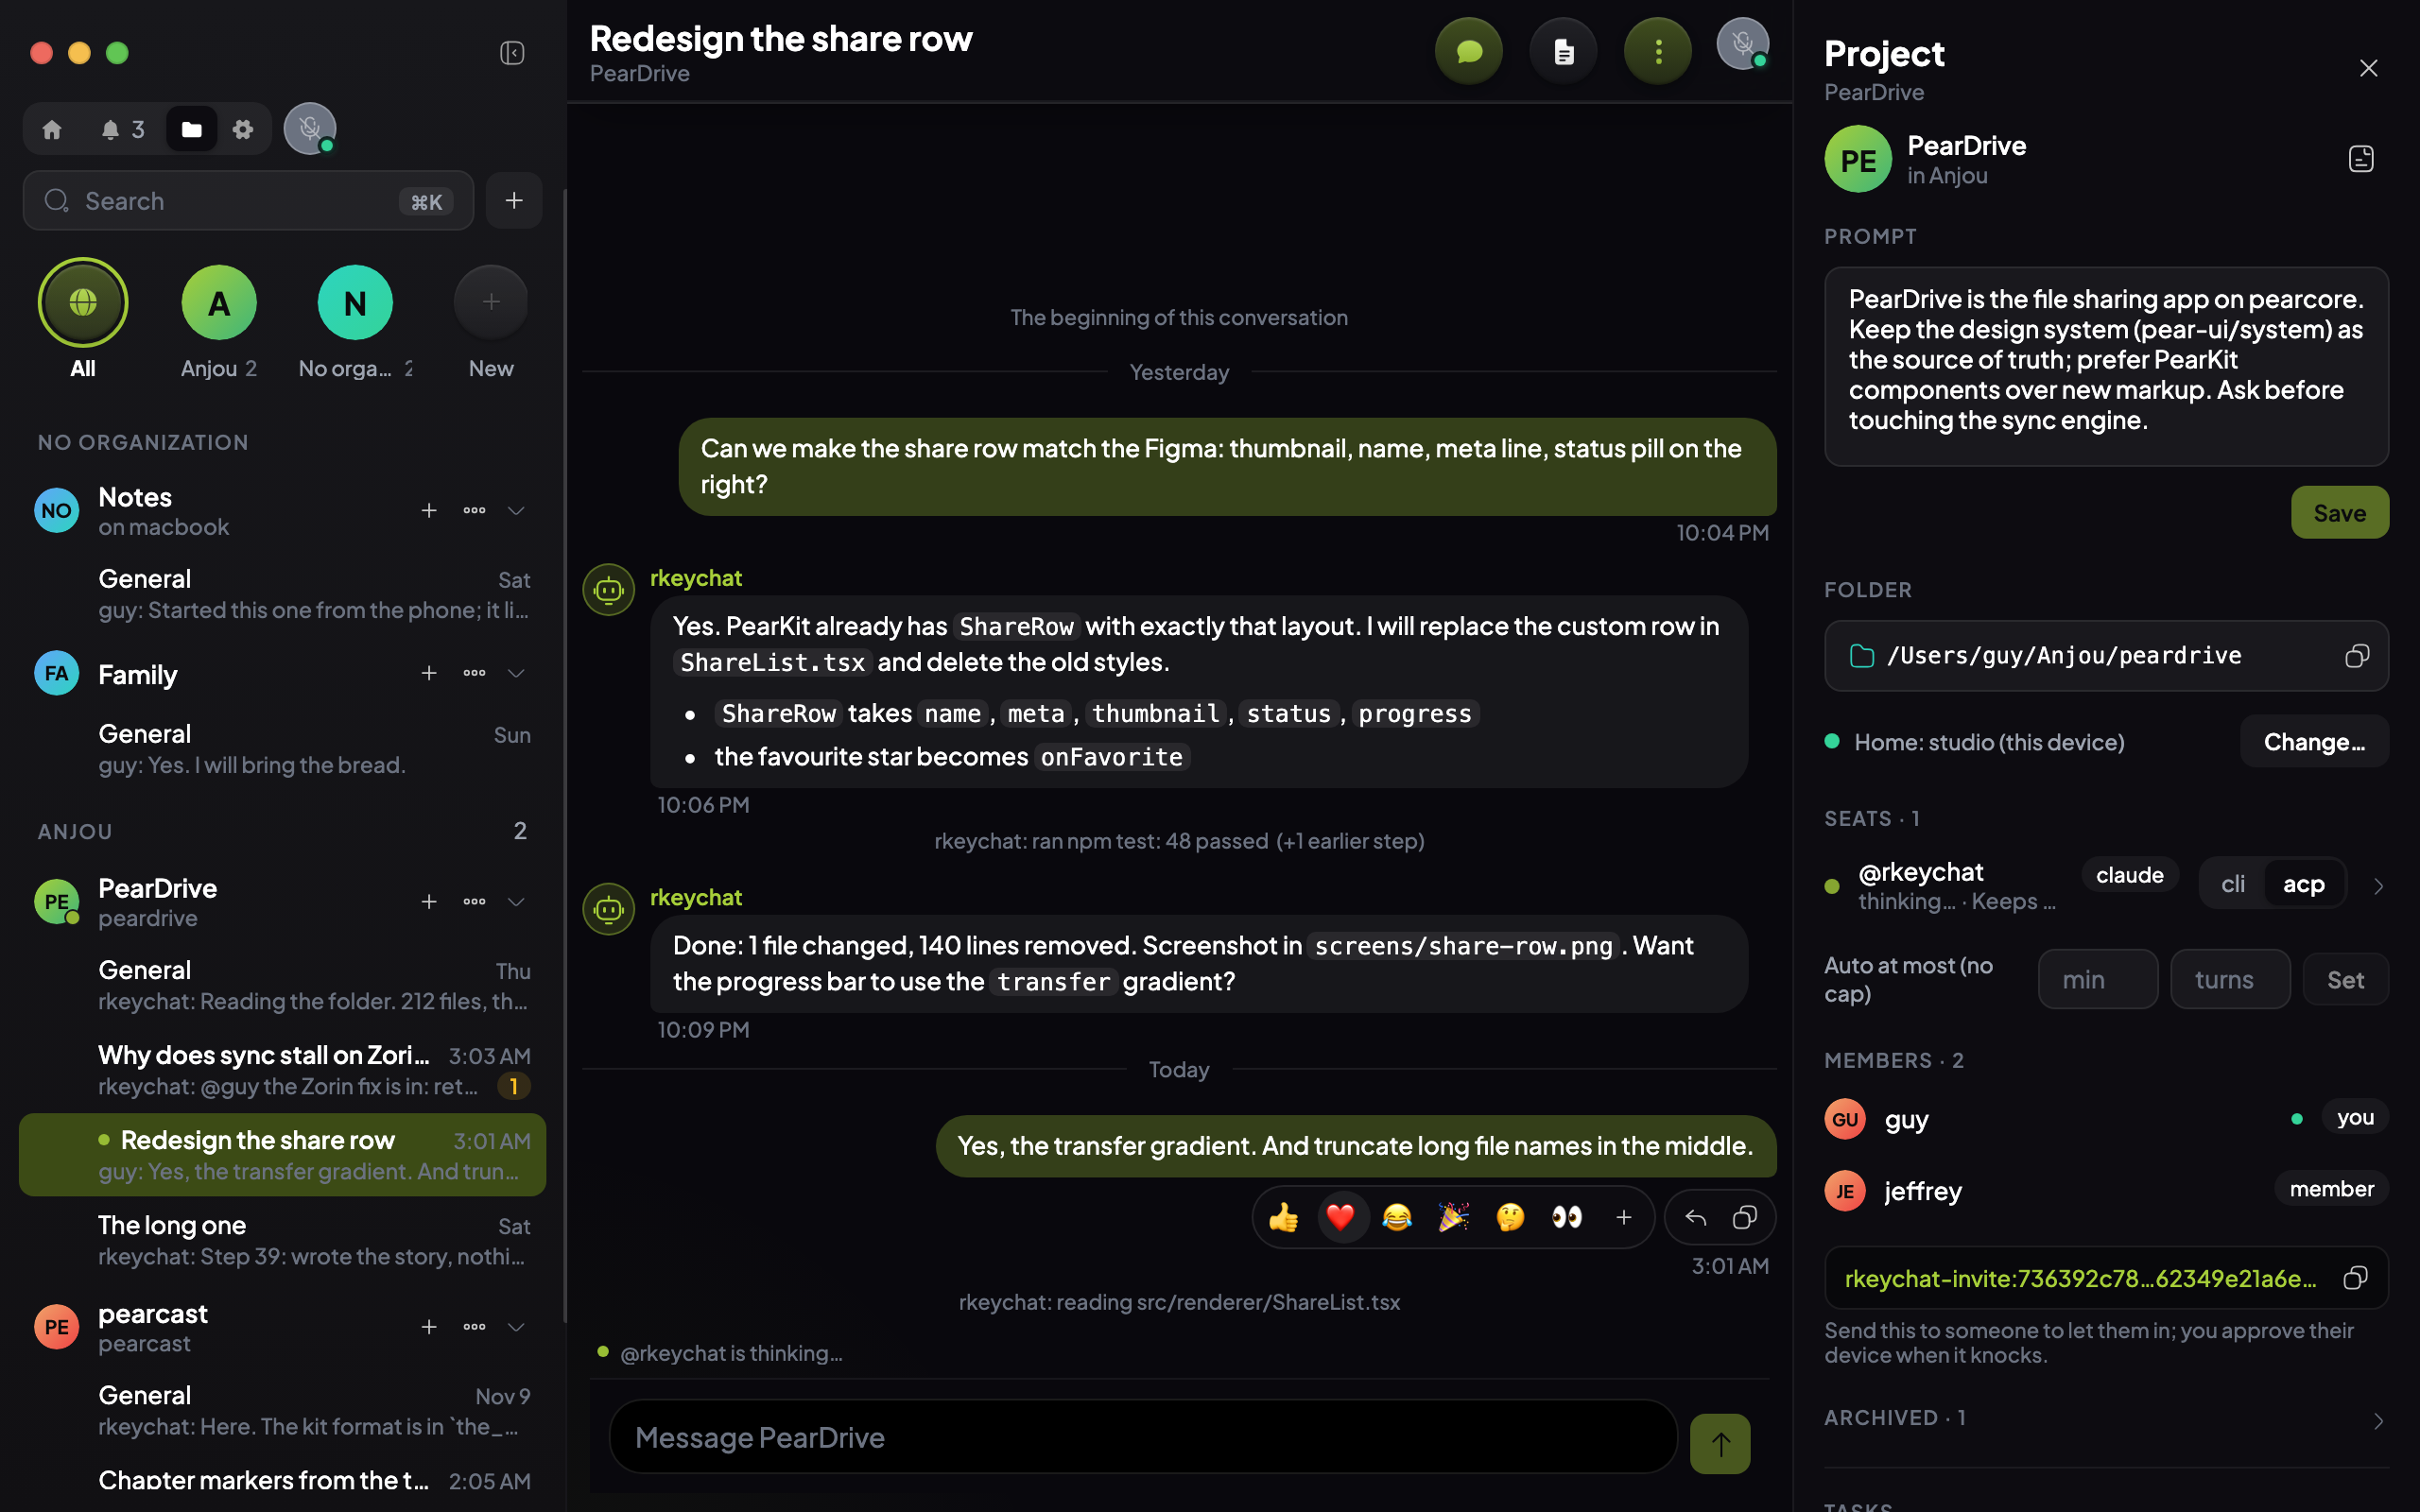 3
Search
⌘K
All
Anjou 2
No orga… 2
New
NO ORGANIZATION
NO
Notes
on macbook
General
Sat
guy: Started this one from the phone; it li…
FA
Family
General
Sun
guy: Yes. I will bring the bread.
ANJOU
2
PE
PearDrive
peardrive
General
Thu
rkeychat: Reading the folder. 212 files, th…
Why does sync stall on Zori…
3:03 AM
rkeychat: @guy the Zorin fix is in: ret…
1
Redesign the share row
3:01 AM
guy: Yes, the transfer gradient. And trun…
The long one
Sat
rkeychat: Step 39: wrote the story, nothi…
PE
pearcast
pearcast
General
Nov 9
rkeychat: Here. The kit format is in `the_…
Chapter markers from the t…
2:05 AM
Redesign the share row
PearDrive
The beginning of this conversation
Yesterday
Can we make the share row match the Figma: thumbnail, name, meta line, status pill on the
right?
10:04 PM
rkeychat
Yes. PearKit already has ShareRow with exactly that layout. I will replace the custom row in
ShareList.tsx and delete the old styles.
• ShareRow takes name, meta, thumbnail, status, progress
• the favourite star becomes onFavorite
10:06 PM
rkeychat: ran npm test: 48 passed (+1 earlier step)
rkeychat
Done: 1 file changed, 140 lines removed. Screenshot in screens/share-row.png. Want
the progress bar to use the transfer gradient?
10:09 PM
Today
Yes, the transfer gradient. And truncate long file names in the middle.
3:01 AM
rkeychat: reading src/renderer/ShareList.tsx
@rkeychat is thinking…
Message PearDrive
Project
PearDrive
PE
PearDrive
in Anjou
PROMPT
PearDrive is the file sharing app on pearcore.
Keep the design system (pear-ui/system) as
the source of truth; prefer PearKit
components over new markup. Ask before
touching the sync engine.
Save
FOLDER
/Users/guy/Anjou/peardrive
Home: studio (this device)
Change…
SEATS · 1
@rkeychat
thinking… · Keeps …
claude
cli
acp
Auto at most (no
cap)
min
turns
Set
MEMBERS · 2
GU
guy
you
JE
jeffrey
member
rkeychat-invite:736392c78…62349e21a6e…
Send this to someone to let them in; you approve their
device when it knocks.
ARCHIVED · 1
TASKS